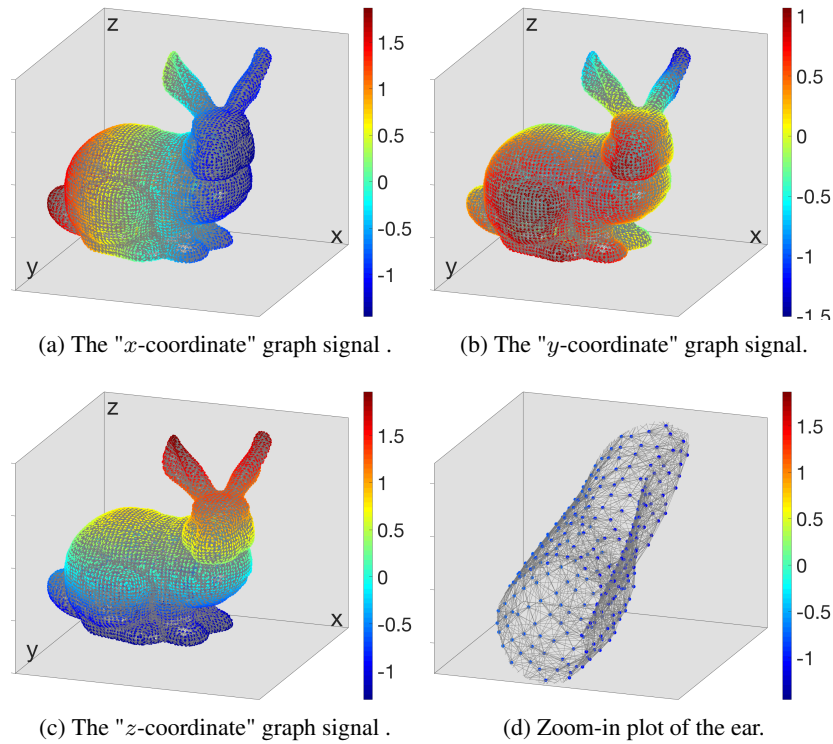 z
x
y
1.5
1
0.5
0
-0.5
-1
(a) The "x-coordinate" graph signal .
z
x
y
1
0.5
0
-0.5
-1
-1.5
(b) The "y-coordinate" graph signal.
z
x
y
1.5
1
0.5
0
-0.5
-1
(c) The "z-coordinate" graph signal .
1.5
1
0.5
0
-0.5
-1
(d) Zoom-in plot of the ear.